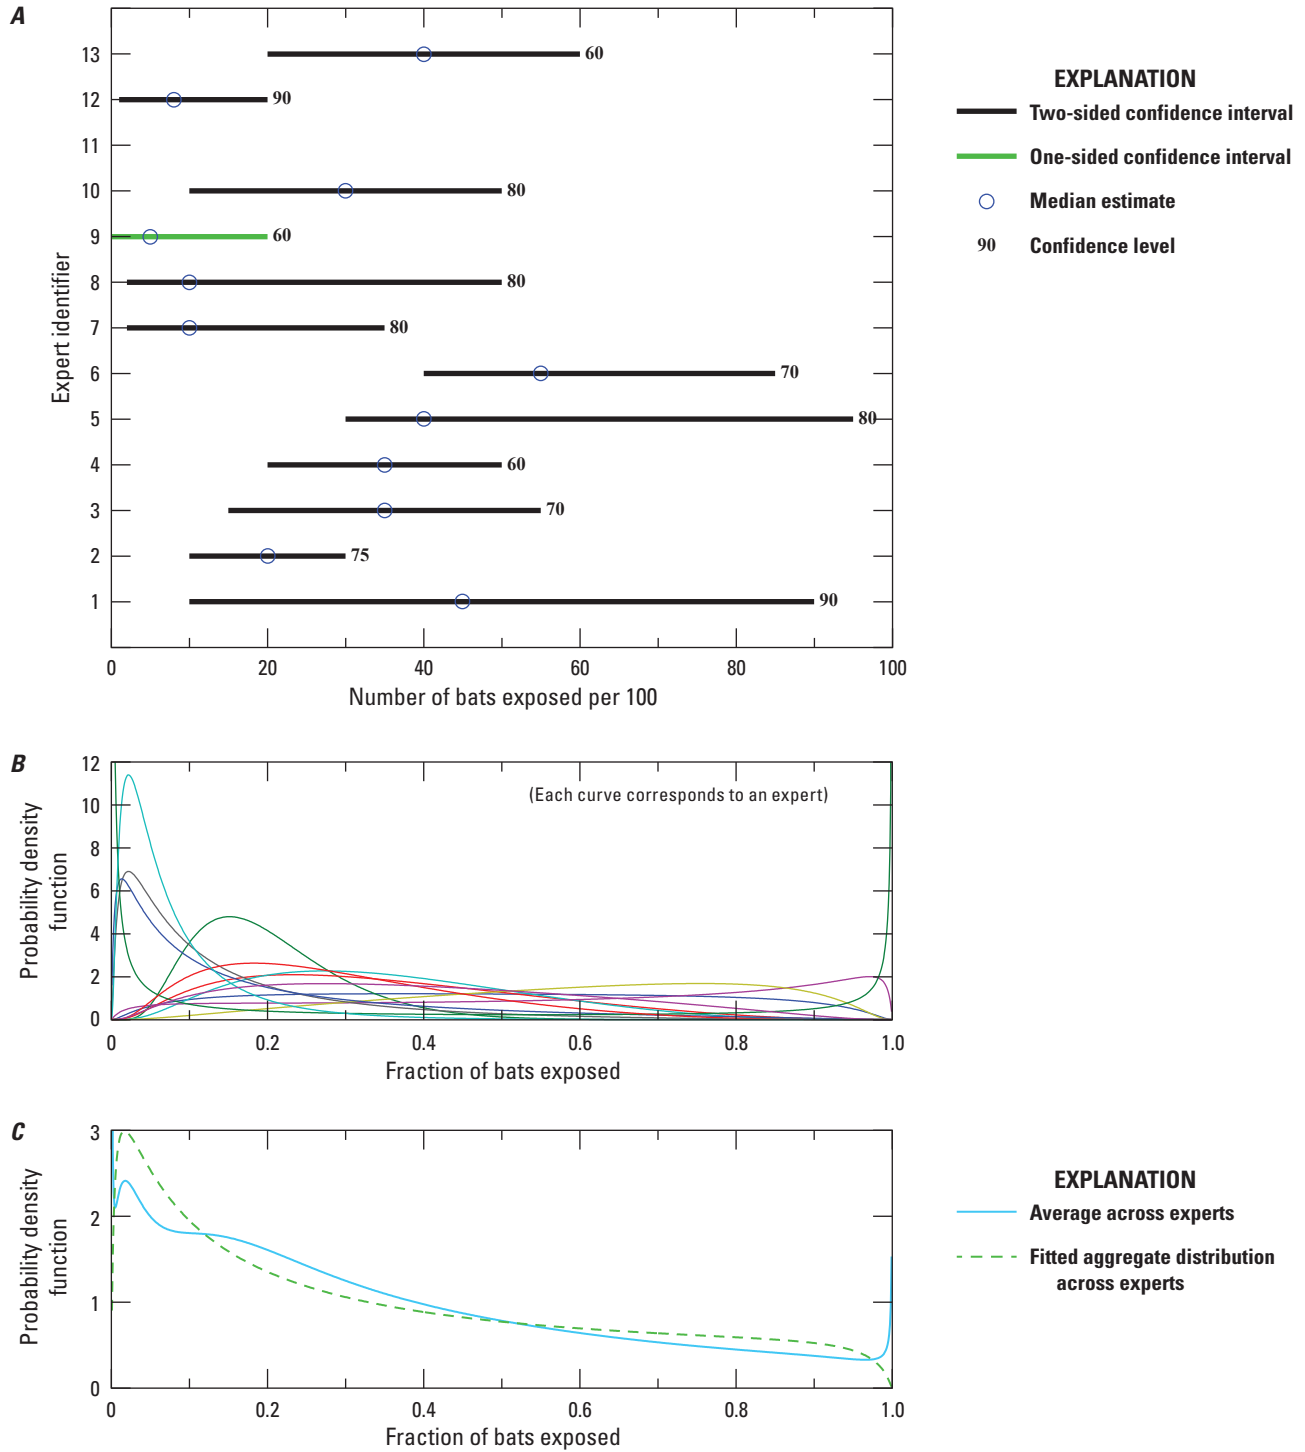 A
13
12
11
10
9
8
7
6
5
4
3
2
1
60
90
80
60
80
80
70
80
60
70
75
90
Expert identifier
0 20 40 60 80 100
Number of bats exposed per 100
EXPLANATION
Two-sided confidence interval
One-sided confidence interval
Median estimate
90 Confidence level
B
12
10
8
6
4
2
0
Probability density
function
(Each curve corresponds to an expert)
0 0.2 0.4 0.6 0.8 1.0
Fraction of bats exposed
C
3
2
1
0
Probability density
function
0 0.2 0.4 0.6 0.8 1.0
Fraction of bats exposed
EXPLANATION
Average across experts
Fitted aggregate distribution
across experts